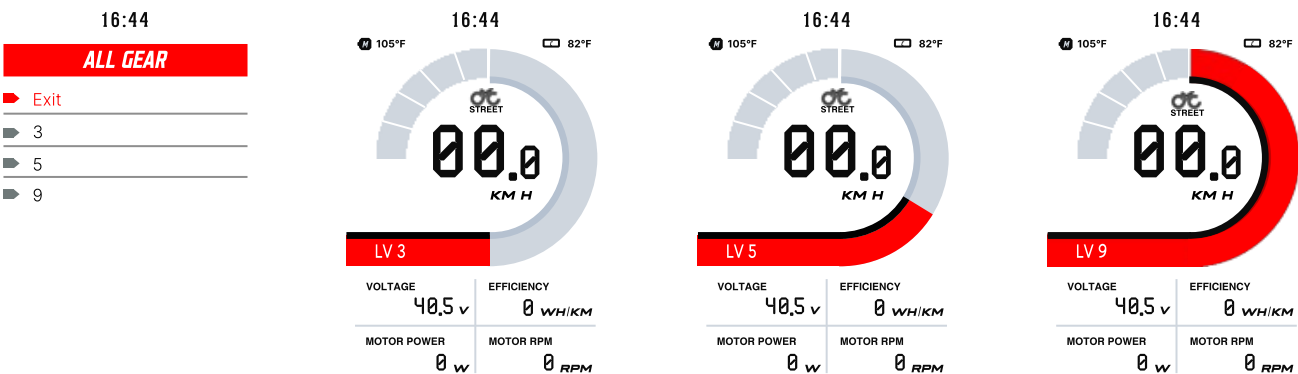 16:44
ALL GEAR
Exit
3
5
9
16:44
105°F
82°F
STREET
00.0
KM H
LV 3
VOLTAGE
40.5 V
EFFICIENCY
0 WH/KM
MOTOR POWER
0 W
MOTOR RPM
0 RPM
16:44
105°F
82°F
STREET
00.0
KM H
LV 5
VOLTAGE
40.5 V
EFFICIENCY
0 WH/KM
MOTOR POWER
0 W
MOTOR RPM
0 RPM
16:44
105°F
82°F
STREET
00.0
KM H
LV 9
VOLTAGE
40.5 V
EFFICIENCY
0 WH/KM
MOTOR POWER
0 W
MOTOR RPM
0 RPM